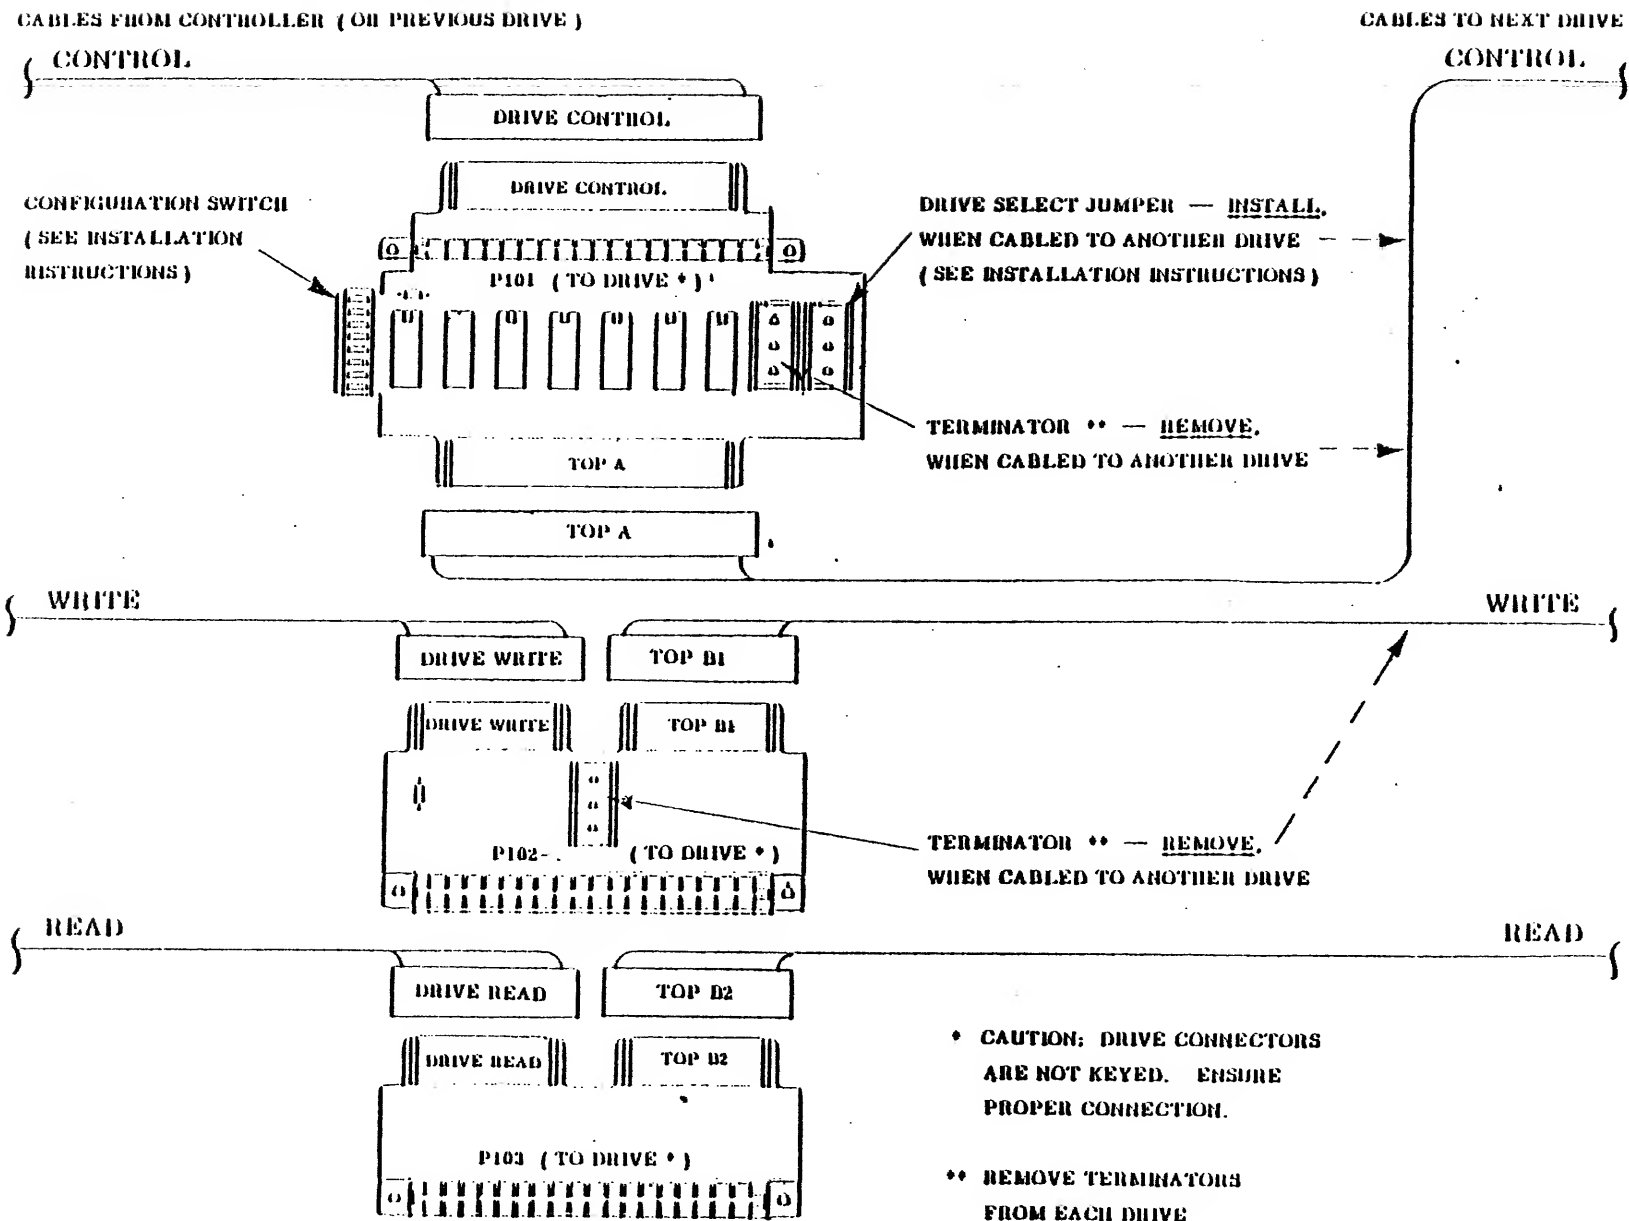 CABLES FROM CONTROLLER ( OR PREVIOUS DRIVE )
CABLES TO NEXT DRIVE
CONTROL
CONTROL
DRIVE CONTROL
DRIVE CONTROL
CONFIGURATION SWITCH
( SEE INSTALLATION
INSTRUCTIONS )
DRIVE SELECT JUMPER — INSTALL,
WHEN CABLED TO ANOTHER DRIVE
( SEE INSTALLATION INSTRUCTIONS )
P101 ( TO DRIVE * )
TERMINATOR ** — REMOVE,
WHEN CABLED TO ANOTHER DRIVE
TOP A
TOP A
WRITE
WRITE
DRIVE WRITE
TOP B1
DRIVE WRITE
TOP B1
P102
( TO DRIVE * )
TERMINATOR ** — REMOVE,
WHEN CABLED TO ANOTHER DRIVE
READ
READ
DRIVE READ
TOP B2
DRIVE READ
TOP B2
P103 ( TO DRIVE * )
* CAUTION: DRIVE CONNECTORS
ARE NOT KEYED. ENSURE
PROPER CONNECTION.
** REMOVE TERMINATORS
FROM EACH DRIVE